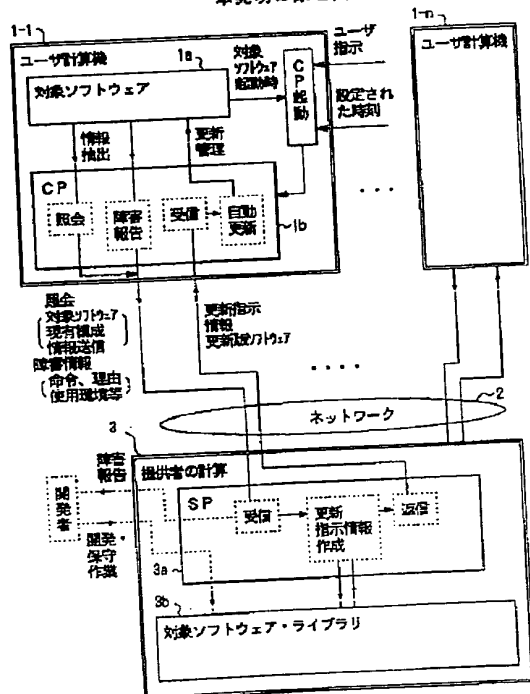 1-1
ユーザ計算機
1a
対象ソフトウェア
対象
ソフトウェア
起動時
CP起動
ユーザ
指示
設定され
た時刻
1-n
ユーザ計算機
情報
抽出
更新
管理
CP
照会
障害
報告
受信
自動
更新
1b
照会
対象ソフトウェア
現有構成
情報送信
障害情報
命令、理由
使用環境等
更新指示
情報
更新版ソフトウェア
2
ネットワーク
3
提供者の計算
障害
報告
開発者
開発・
保守
作業
SP
受信
更新
指示情報
作成
返信
3a
3b
対象ソフトウェア・ライブラリ